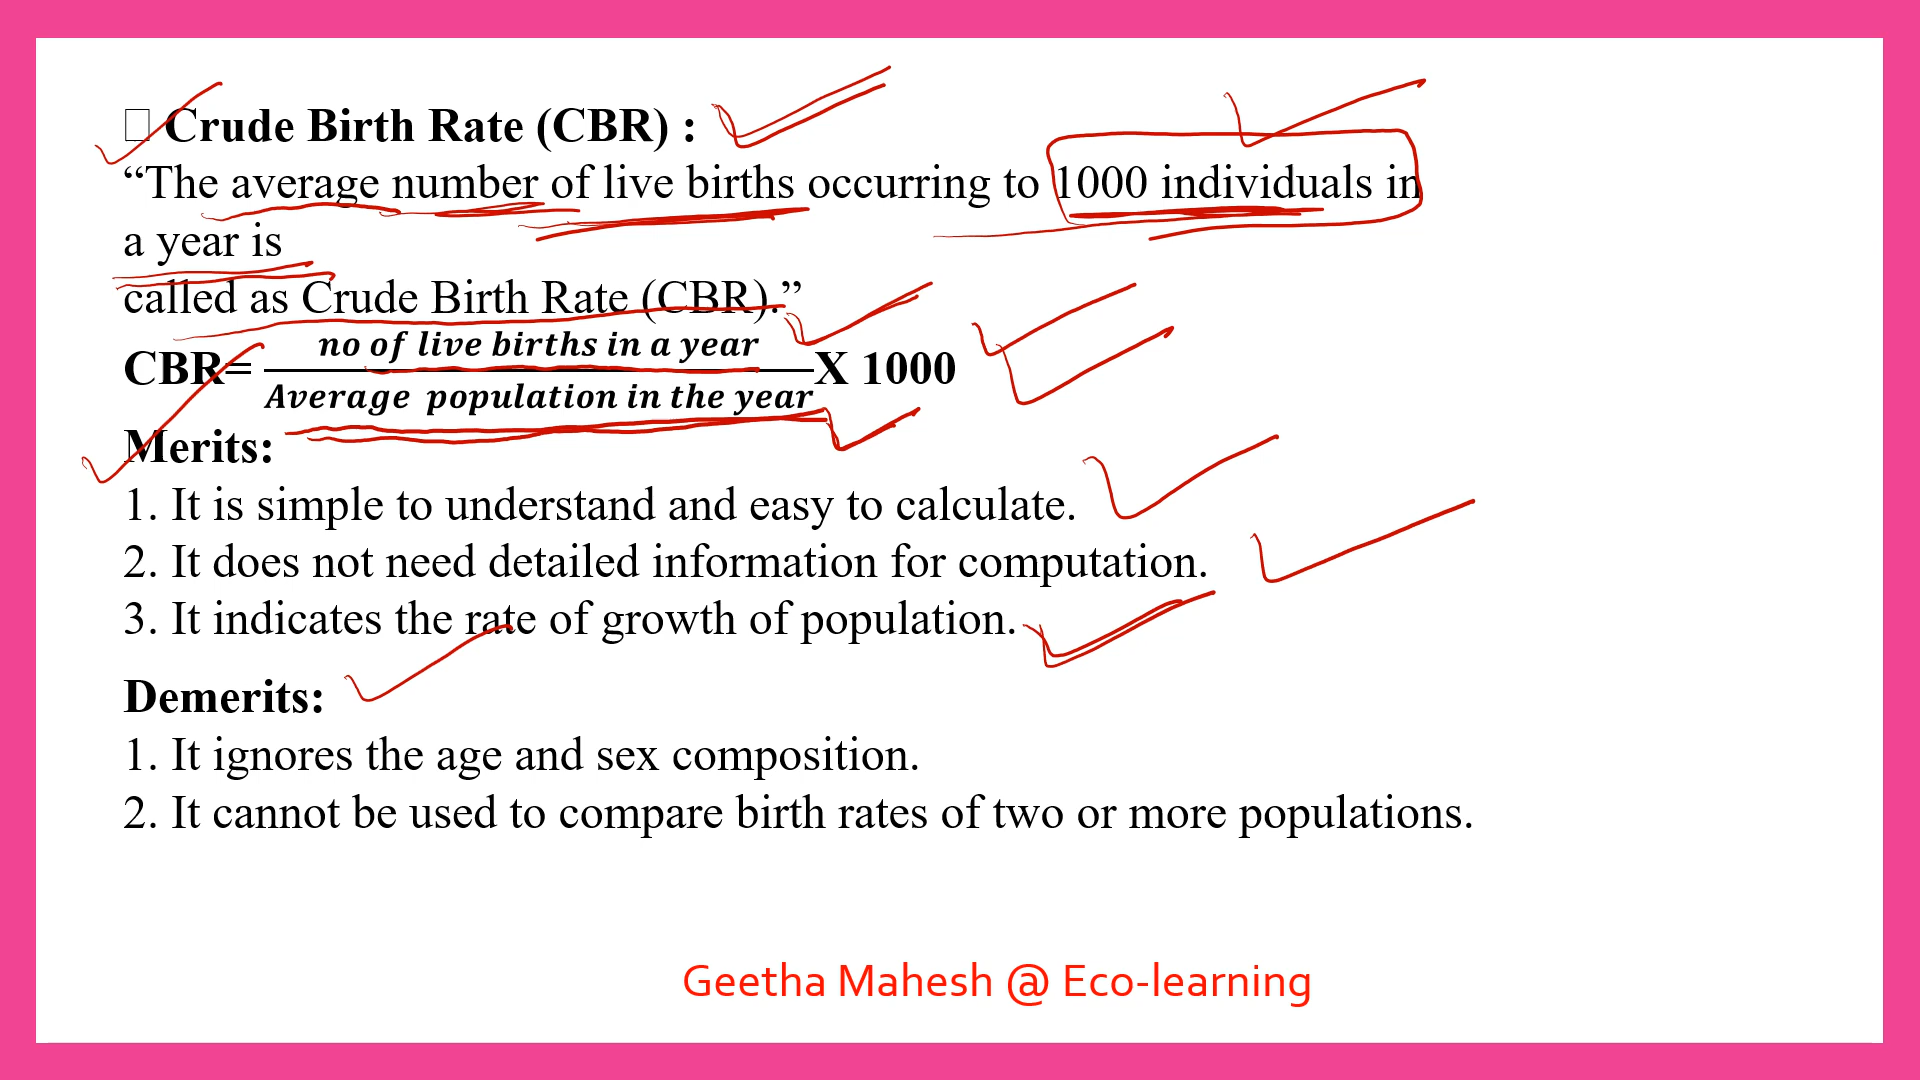 Crude Birth Rate (CBR) :
“The average number of live births occurring to 1000 individuals in
a year is
called as Crude Birth Rate (CBR).”
CBR= no of live births in a year / Average population in the year X 1000
Merits:
1. It is simple to understand and easy to calculate.
2. It does not need detailed information for computation.
3. It indicates the rate of growth of population.
Demerits:
1. It ignores the age and sex composition.
2. It cannot be used to compare birth rates of two or more populations.
Geetha Mahesh @ Eco-learning